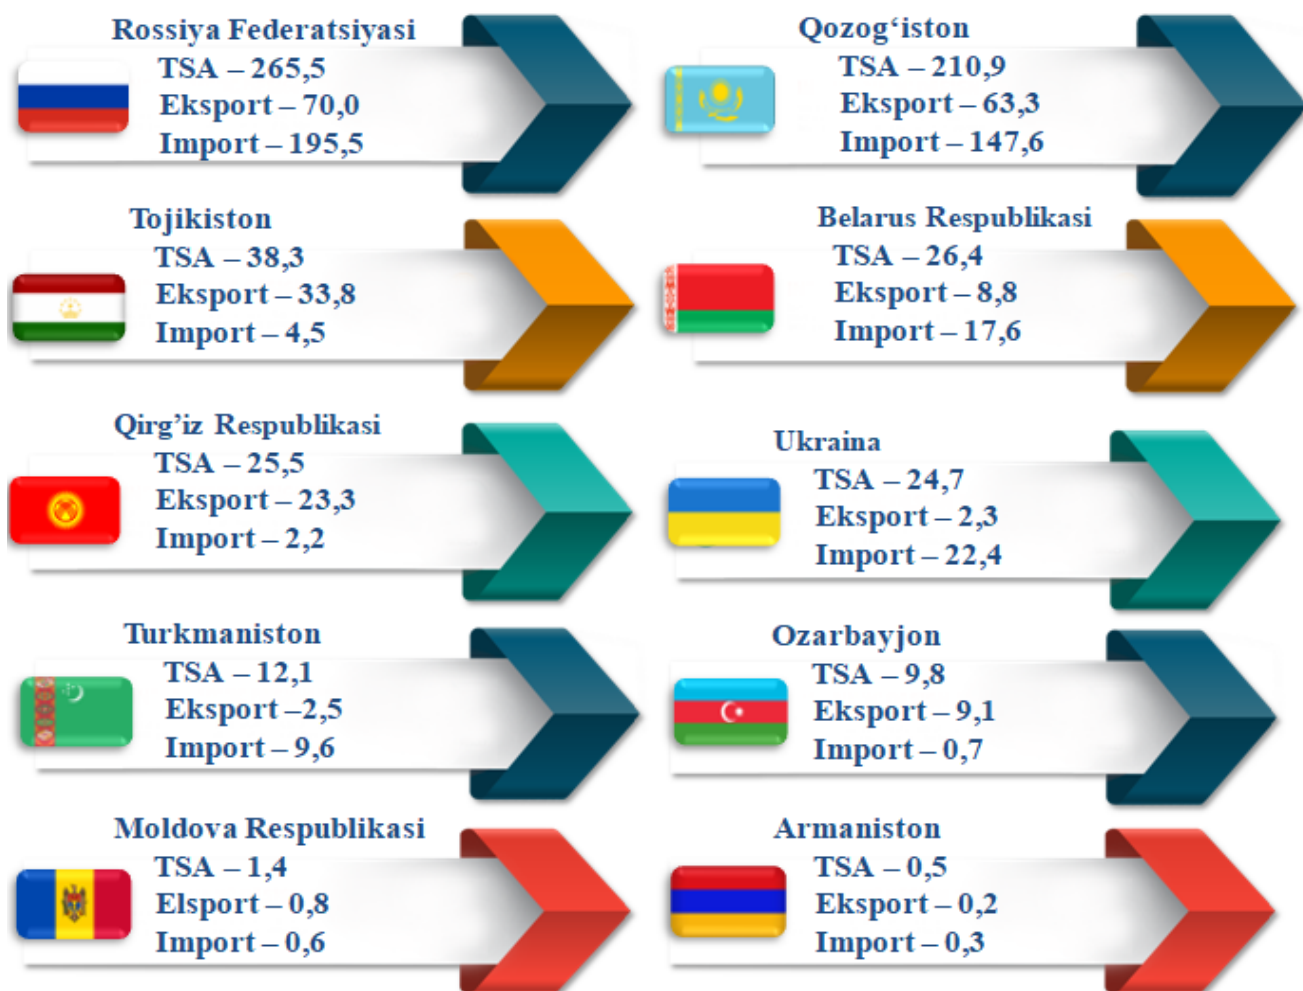 Rossiya Federatsiyasi
TSA – 265,5
Eksport – 70,0
Import – 195,5
Qozog‘iston
TSA – 210,9
Eksport – 63,3
Import – 147,6
Tojikiston
TSA – 38,3
Eksport – 33,8
Import – 4,5
Belarus Respublikasi
TSA – 26,4
Eksport – 8,8
Import – 17,6
Qirg’iz Respublikasi
TSA – 25,5
Eksport – 23,3
Import – 2,2
Ukraina
TSA – 24,7
Eksport – 2,3
Import – 22,4
Turkmaniston
TSA – 12,1
Eksport –2,5
Import – 9,6
Ozarbayjon
TSA – 9,8
Eksport – 9,1
Import – 0,7
Moldova Respublikasi
TSA – 1,4
Elsport – 0,8
Import – 0,6
Armaniston
TSA – 0,5
Eksport – 0,2
Import – 0,3